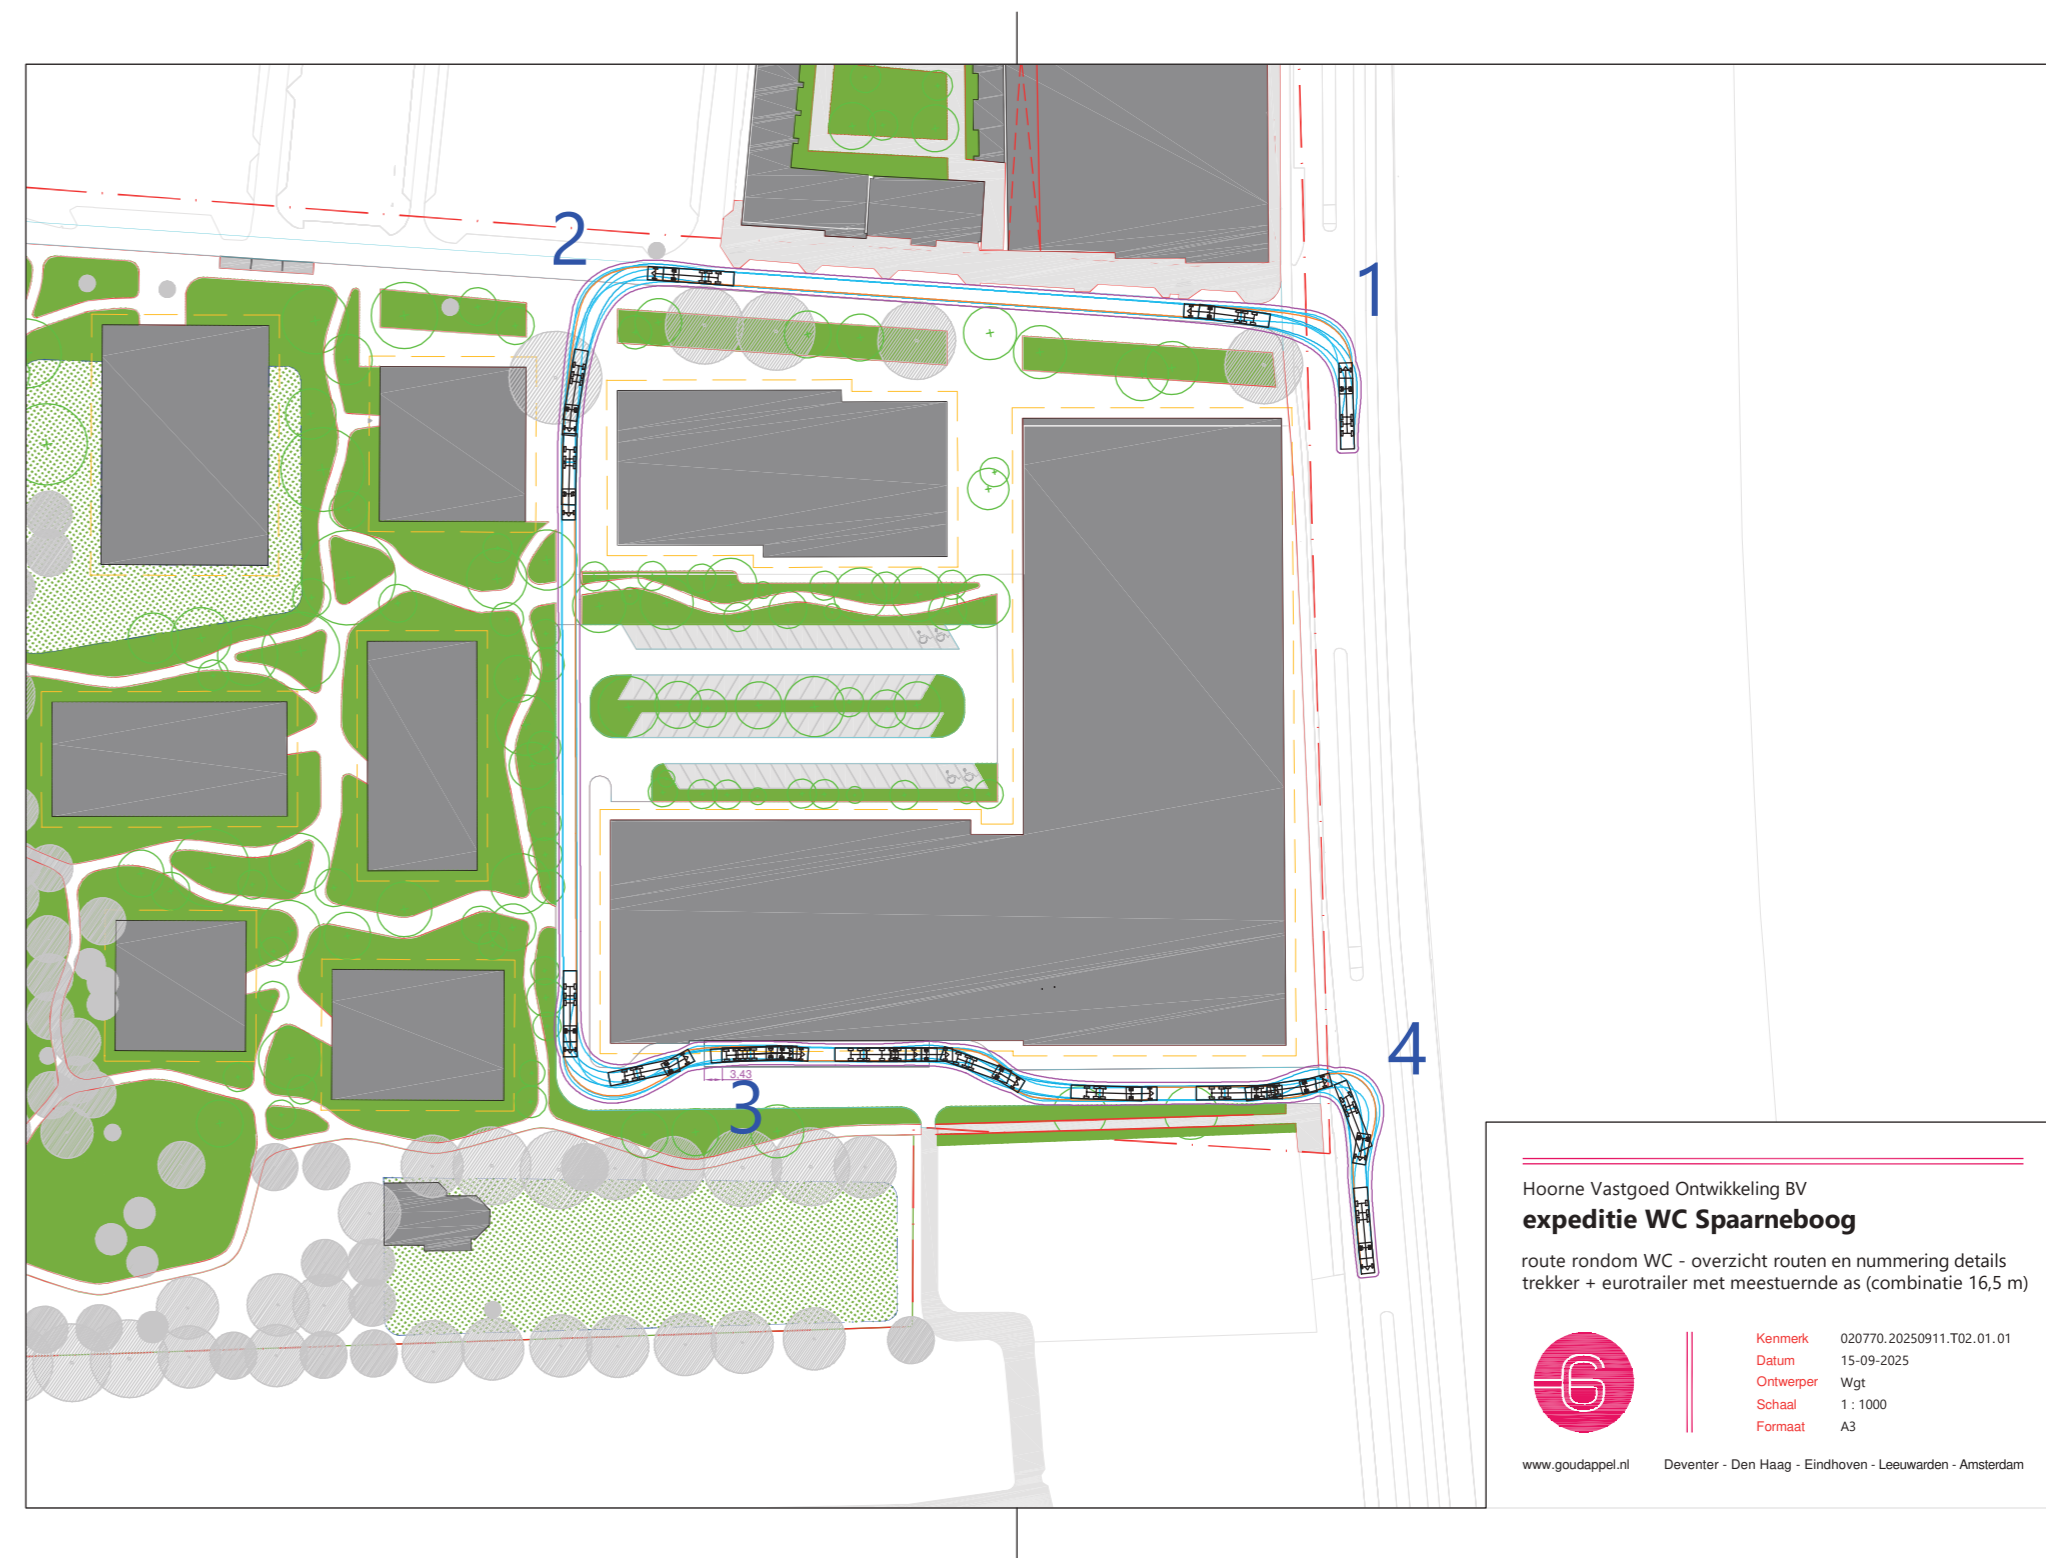 2
1
4
3,43
3
Hoorne Vastgoed Ontwikkeling BV
expeditie WC Spaarneboog
route rondom WC - overzicht routen en nummering details
trekker + eurotrailer met meestuernde as (combinatie 16,5 m)
Kenmerk 020770.20250911.T02.01.01
Datum 15-09-2025
Ontwerper Wgt
Schaal 1 : 1000
Formaat A3
www.goudappel.nl Deventer - Den Haag - Eindhoven - Leeuwarden - Amsterdam